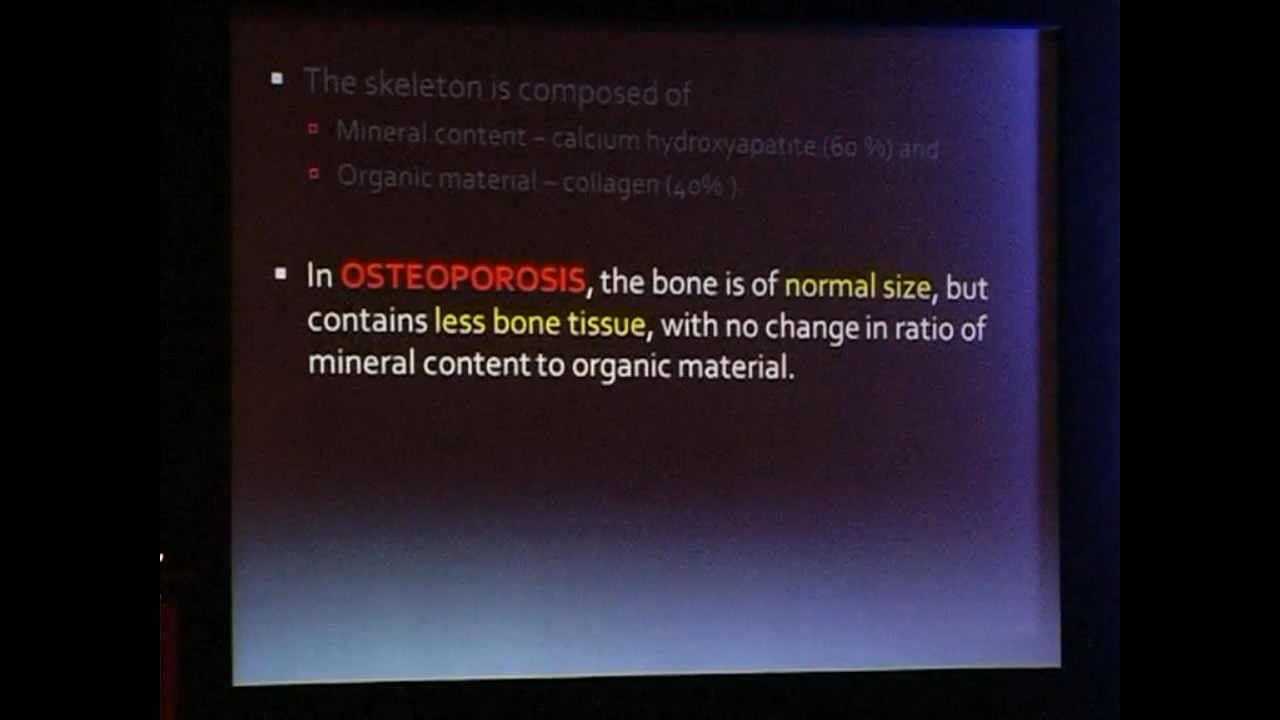 The skeleton is composed of
Mineral content – calcium hydroxyapatite (60 %) and
Organic material – collagen (40% ).
In OSTEOPOROSIS, the bone is of normal size, but
contains less bone tissue, with no change in ratio of
mineral content to organic material.